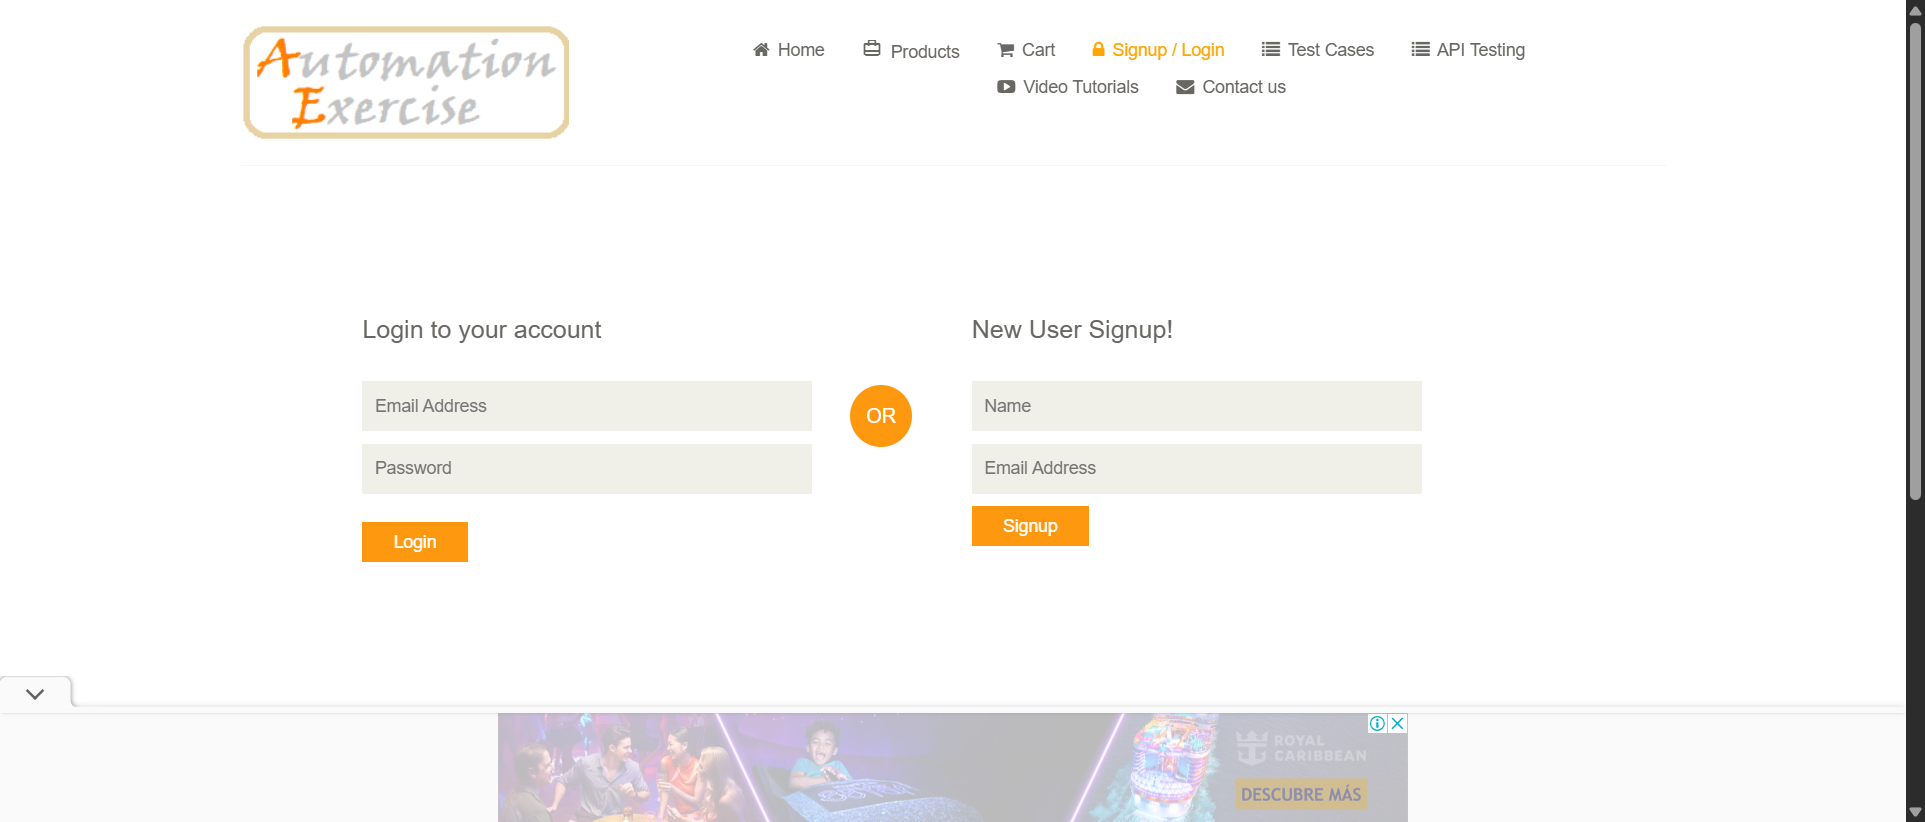 Automation
Exercise
Home
Products
Cart
Signup / Login
Test Cases
API Testing
Video Tutorials
Contact us
Login to your account
Email Address
Password
Login
OR
New User Signup!
Name
Email Address
Signup
ROYAL
CARIBBEAN
DESCUBRE MÁS